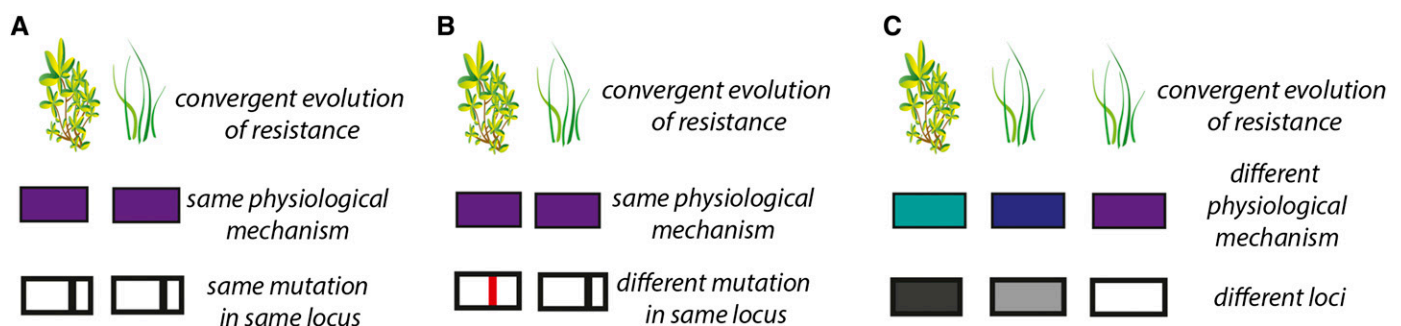 A
convergent evolution
of resistance
same physiological
mechanism
same mutation
in same locus
B
convergent evolution
of resistance
same physiological
mechanism
different mutation
in same locus
C
convergent evolution
of resistance
different
physiological
mechanism
different loci